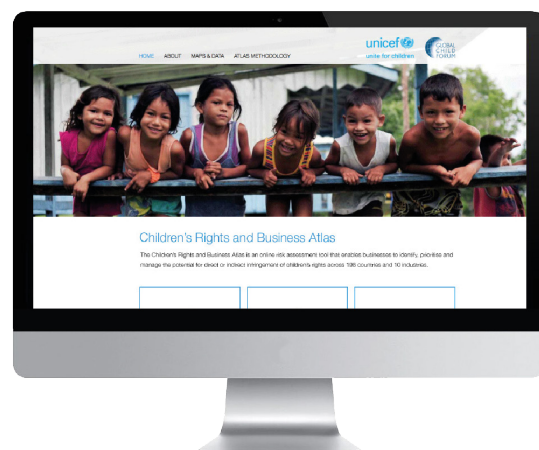 unicef
unite for children
GLOBAL
CHILD
FORUM
HOME ABOUT MAPS & DATA ATLAS METHODOLOGY
Children's Rights and Business Atlas
The Children's Rights and Business Atlas is an online risk assessment tool that enables businesses to identify, prioritise and
manage the potential for direct or indirect infringement of children's rights across 198 countries and 10 industries.